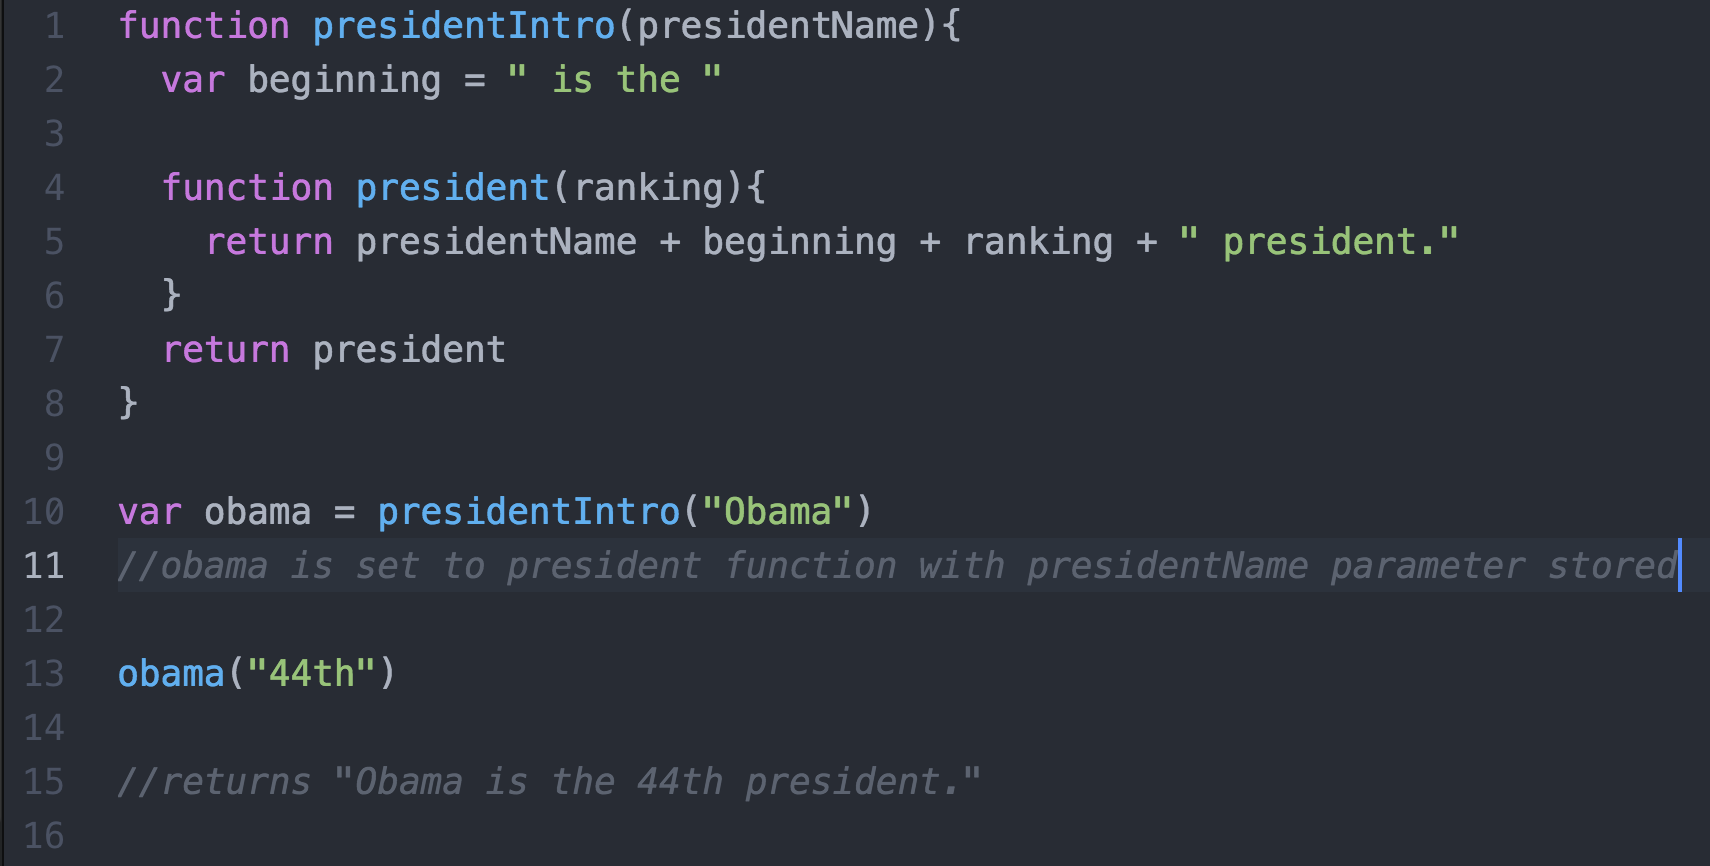 1 function presidentIntro(presidentName){
2 var beginning = " is the "
3
4 function president(ranking){
5 return presidentName + beginning + ranking + " president."
6 }
7 return president
8 }
9
10 var obama = presidentIntro("Obama")
11 //obama is set to president function with presidentName parameter stored
12
13 obama("44th")
14
15 //returns "Obama is the 44th president."
16